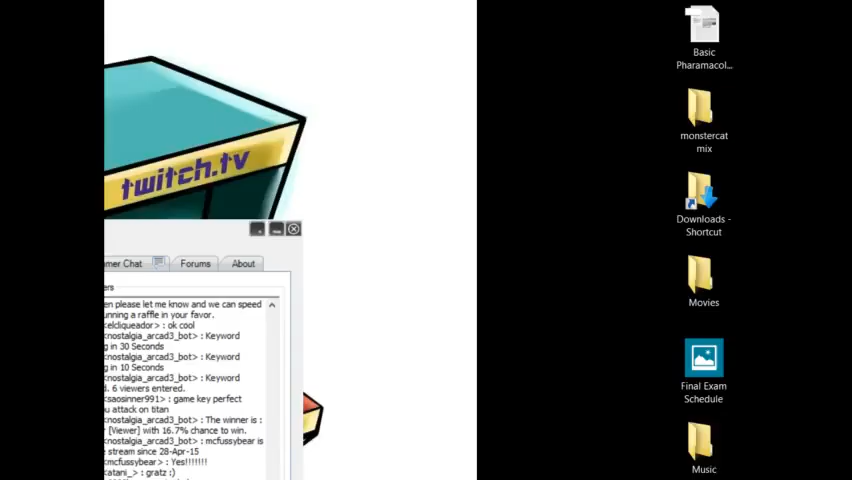 twitch.tv
mer Chat
Forums
About
ers
en please let me know and we can speed
unning a raffle in your favor.
<elcliqueador> : ok cool
<nostalgia_arcad3_bot> : Keyword
g in 30 Seconds
<nostalgia_arcad3_bot> : Keyword
g in 10 Seconds
<nostalgia_arcad3_bot> : Keyword
d. 6 viewers entered.
<saosinner991> : game key perfect
u attack on titan
<nostalgia_arcad3_bot> : The winner is :
[Viewer] with 16.7% chance to win.
<nostalgia_arcad3_bot> : mcfussybear is
e stream since 28-Apr-15
<mcfussybear> : Yes!!!!!!!
<atani_> : gratz :)
Basic
Pharamacol...
monstercat
mix
Downloads -
Shortcut
Movies
Final Exam
Schedule
Music